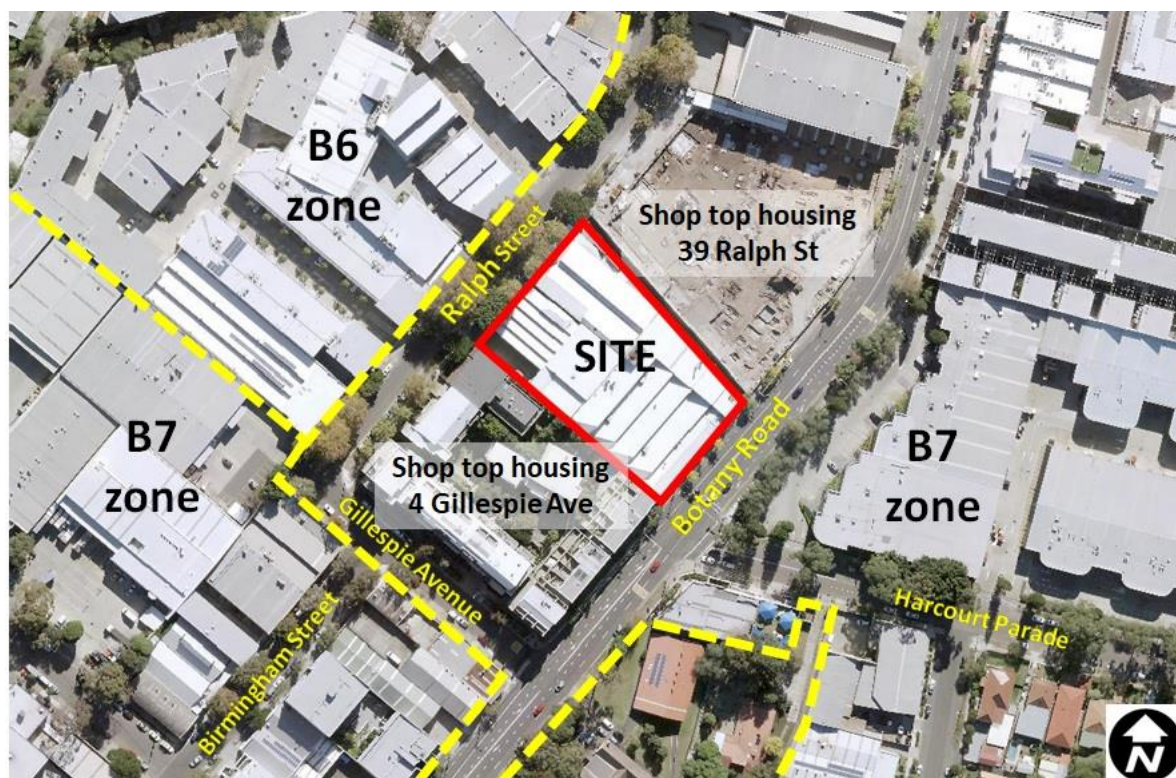 B6
zone
Ralph Street
Shop top housing
39 Ralph St
SITE
B7
zone
Shop top housing
4 Gillespie Ave
Botany Road
B7
zone
Gillespie Avenue
Birmingham Street
Harcourt Parade
N